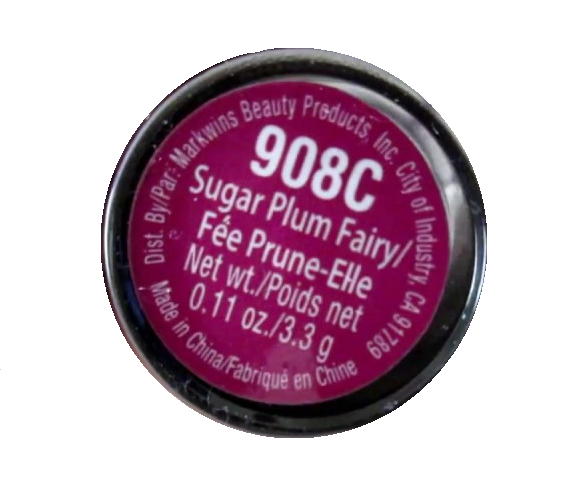 Dist. By/Par: Markwins Beauty Products, Inc. City of Industry, CA 91789
908C
Sugar Plum Fairy/
Fée Prune-Elle
Net wt./Poids net
0.11 oz./3.3 g
Made in China/Fabriqué en Chine